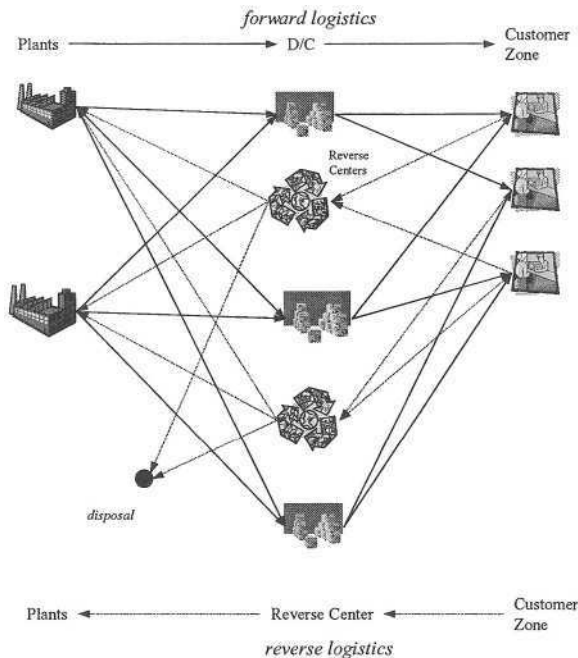 forward logistics
Plants
D/C
Customer
Zone
Reverse
Centers
disposal
Plants
Reverse Center
Customer
Zone
reverse logistics